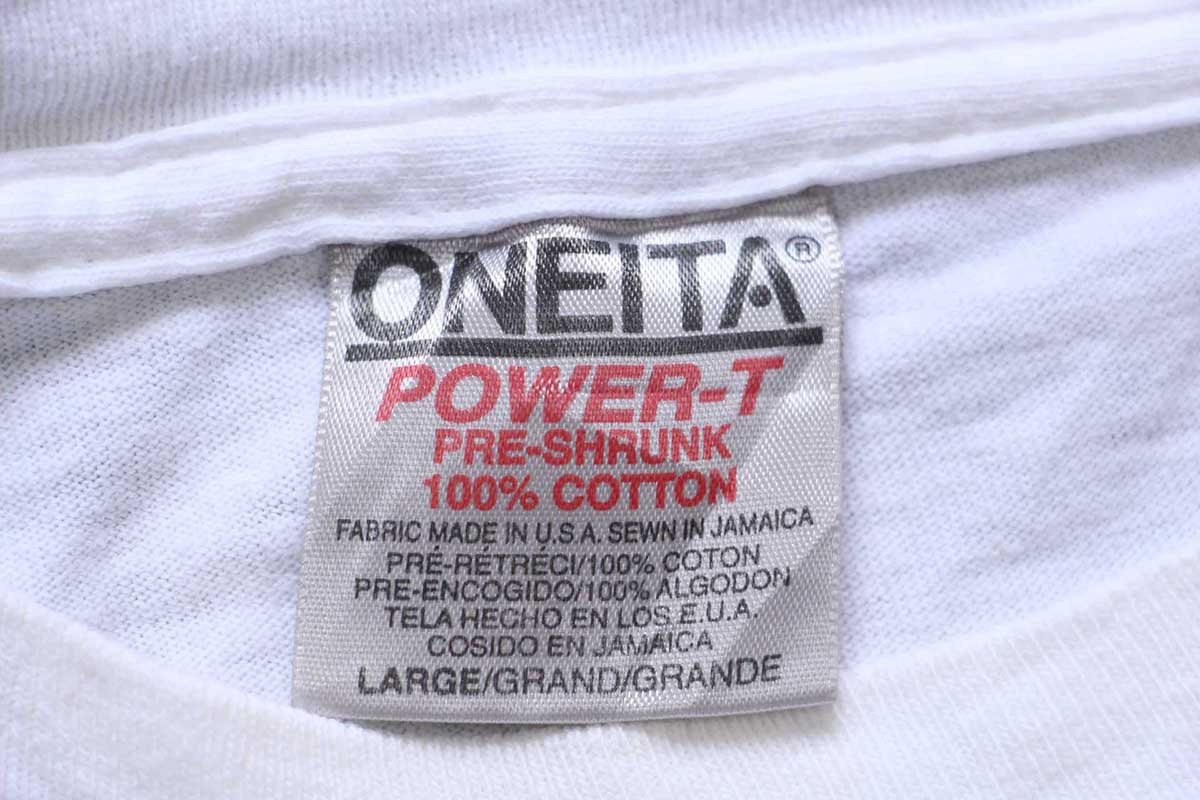 ONEITA®
POWER-T
PRE-SHRUNK
100% COTTON
FABRIC MADE IN U.S.A. SEWN IN JAMAICA
PRÉ-RÉTRÉCI/100% COTON
PRE-ENCOGIDO/100% ALGODON
TELA HECHO EN LOS E.U.A.
COSIDO EN JAMAICA
LARGE/GRAND/GRANDE